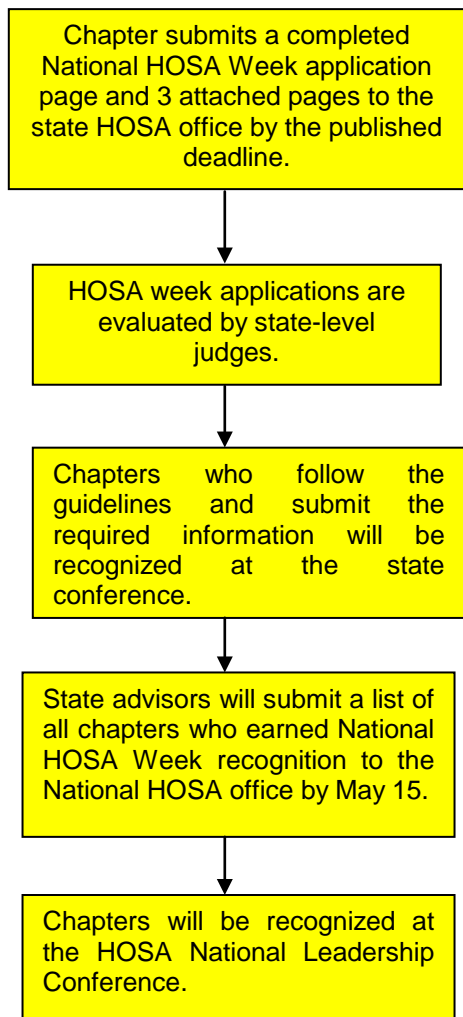 Chapter submits a completed
National HOSA Week application
page and 3 attached pages to the
state HOSA office by the published
deadline.
HOSA week applications are
evaluated by state-level
judges.
Chapters who follow the
guidelines and submit the
required information will be
recognized at the state
conference.
State advisors will submit a list of
all chapters who earned National
HOSA Week recognition to the
National HOSA office by May 15.
Chapters will be recognized at
the HOSA National Leadership
Conference.